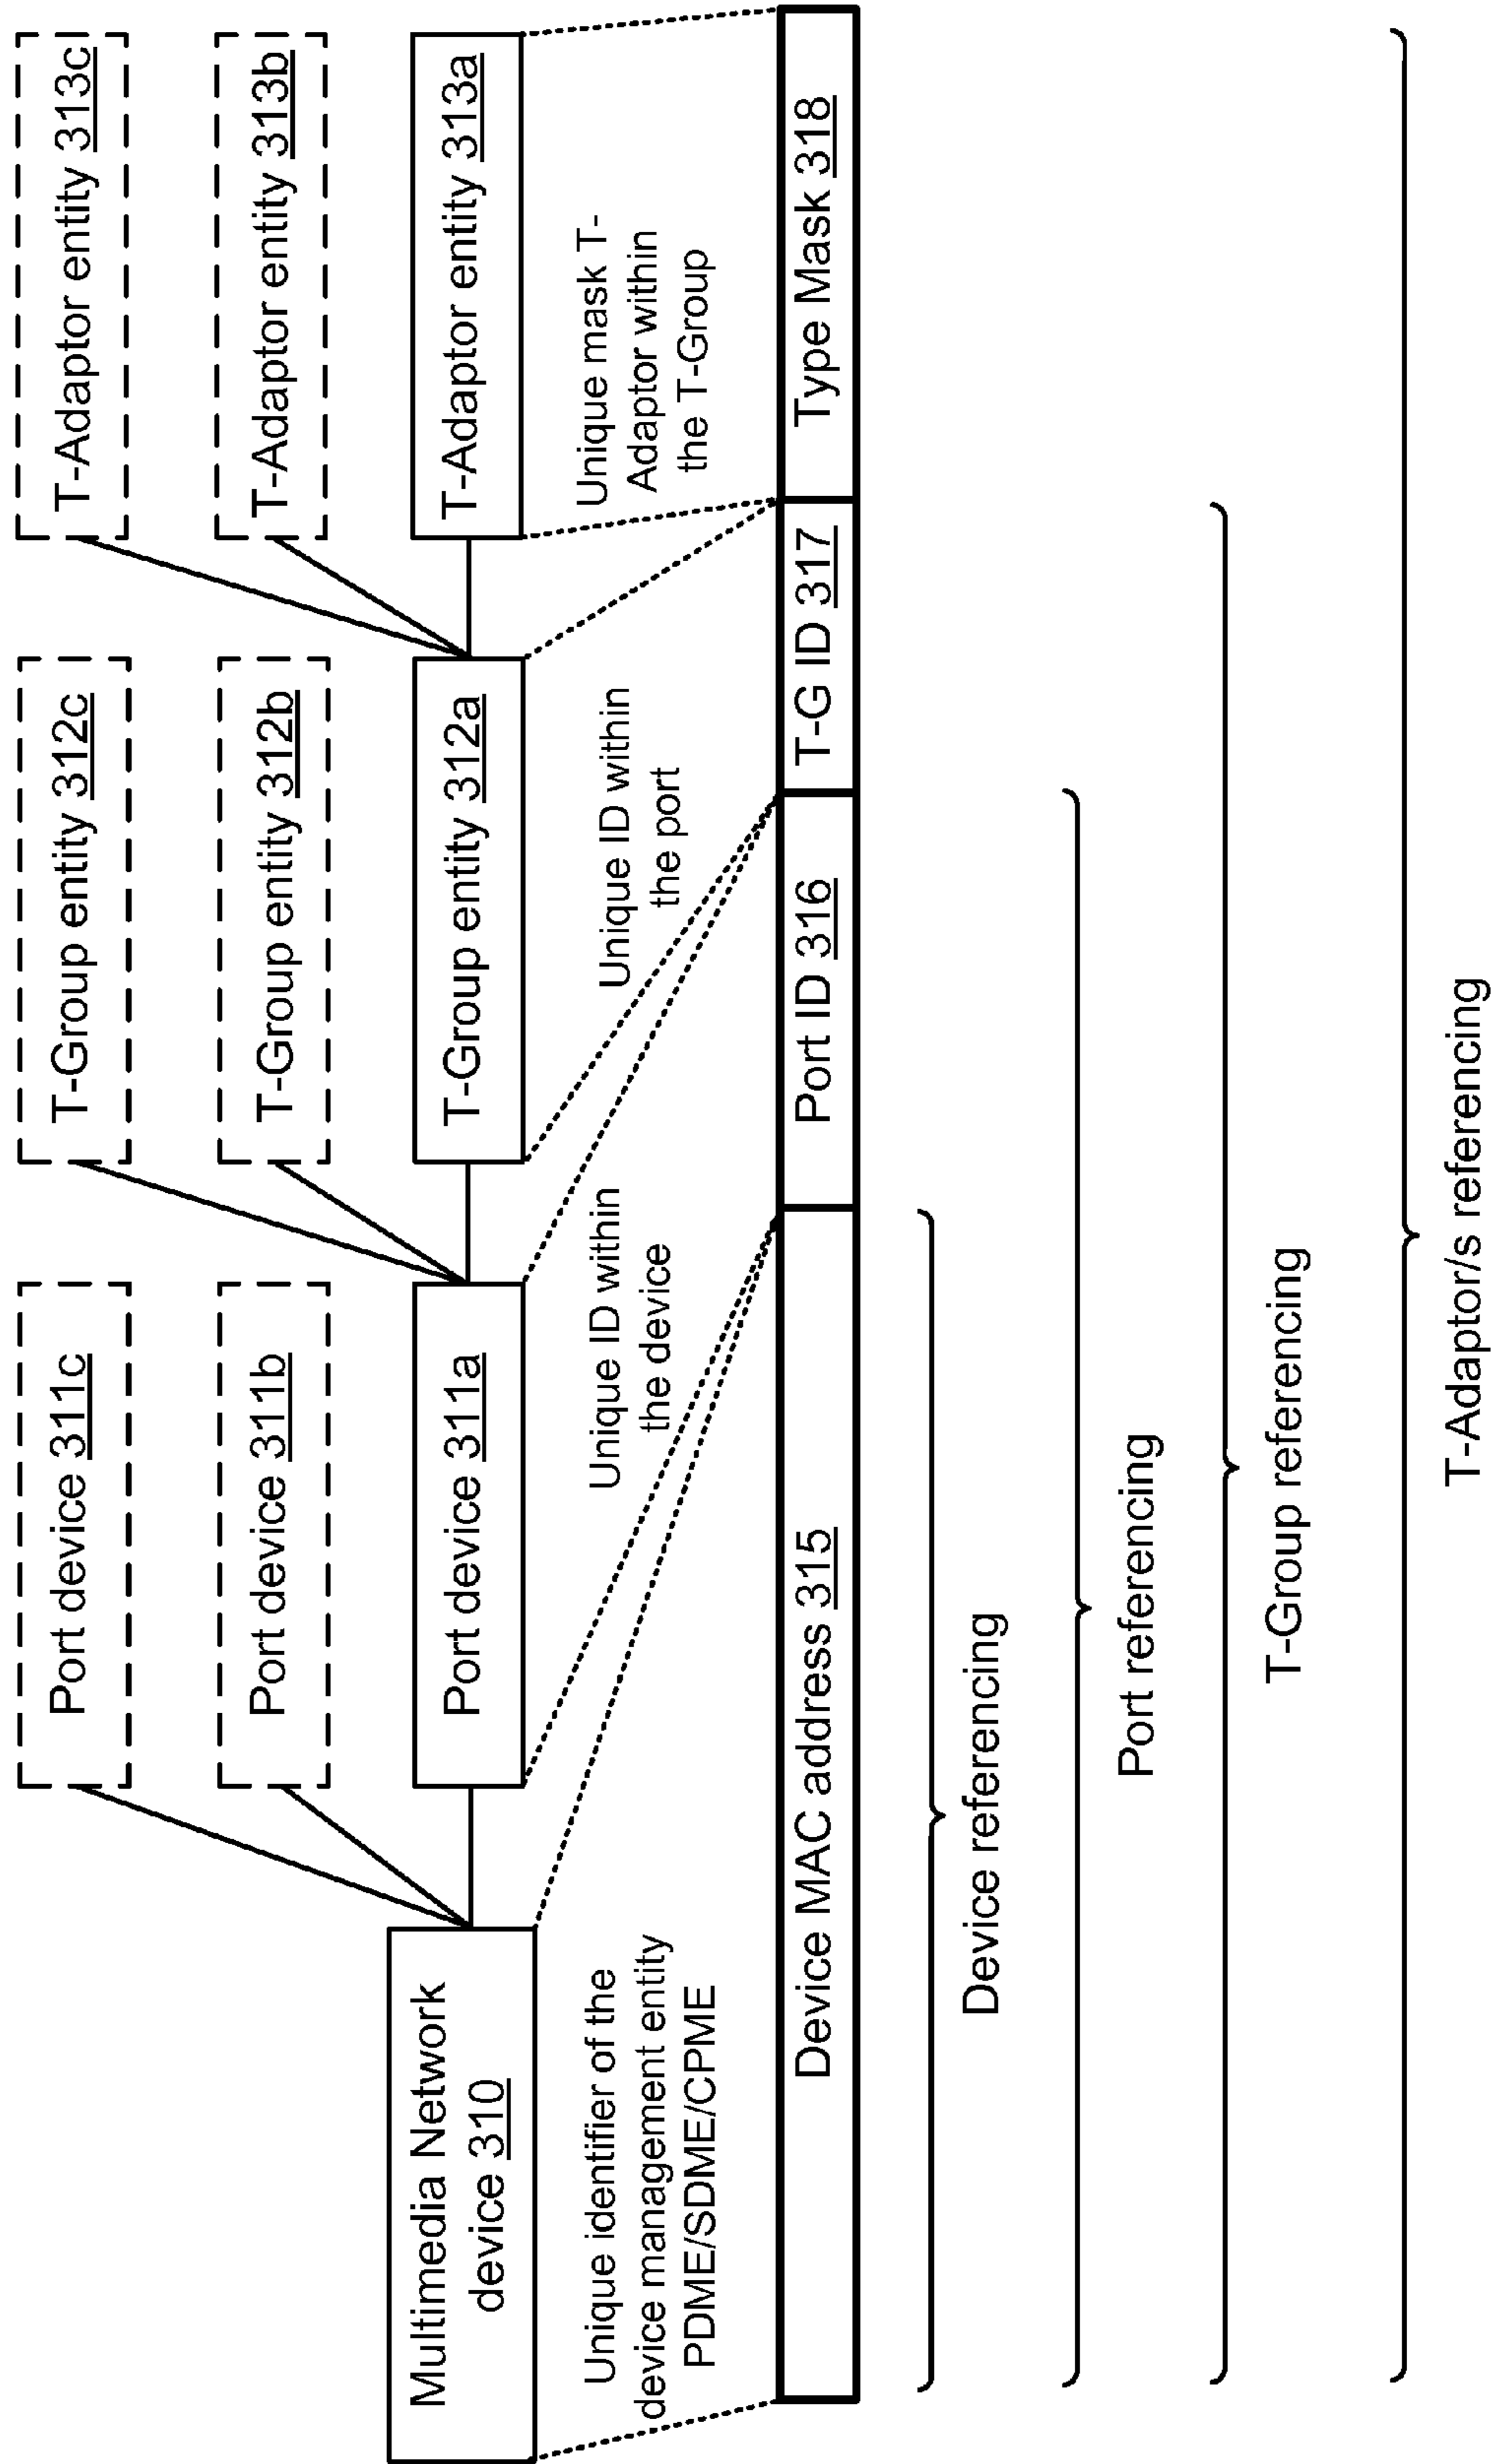 Port device 311c
T-Group entity 312c
T-Adaptor entity 313c
Port device 311b
T-Group entity 312b
T-Adaptor entity 313b
Multimedia Network
device 310
Port device 311a
T-Group entity 312a
T-Adaptor entity 313a
Unique identifier of the
device management entity
PDME/SDME/CPME
Unique ID within
the device
Unique ID within
the port
Unique mask T-
Adaptor within
the T-Group
Device MAC address 315
Port ID 316
T-G ID 317
Type Mask 318
Device referencing
Port referencing
T-Group referencing
T-Adaptor/s referencing